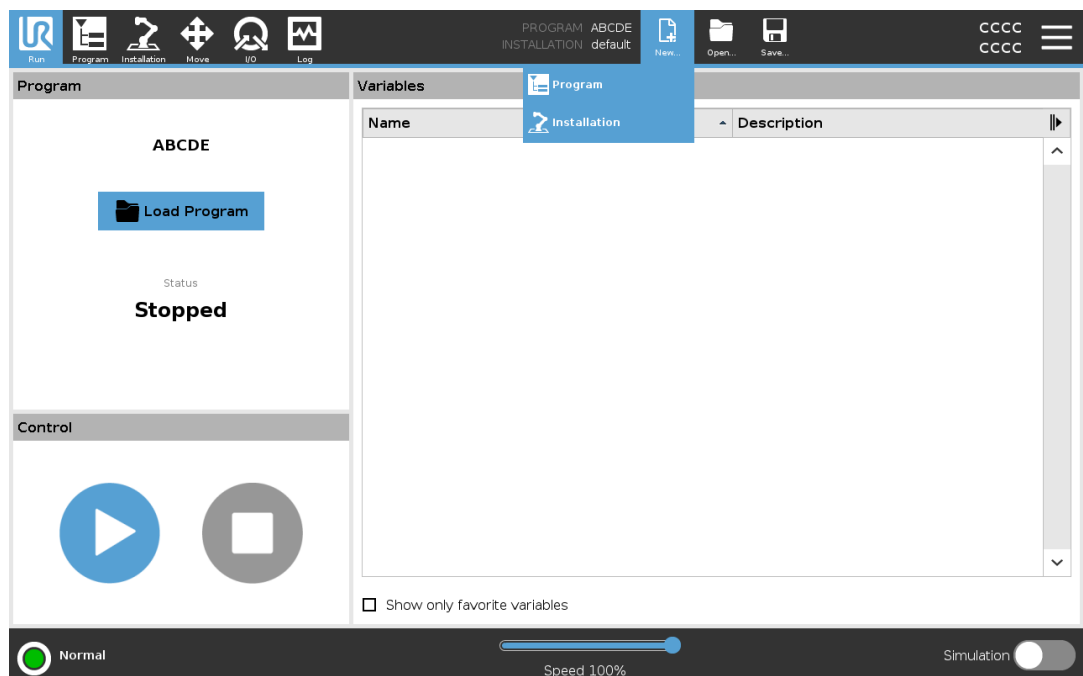 UR
Run
Program
Installation
Move
I/O
Log
PROGRAM ABCDE
INSTALLATION default
New...
Open...
Save...
CCCC
CCCC
Program
Variables
Program
Installation
Name
Description
ABCDE
Load Program
Status
Stopped
Control
Show only favorite variables
Normal
Speed 100%
Simulation